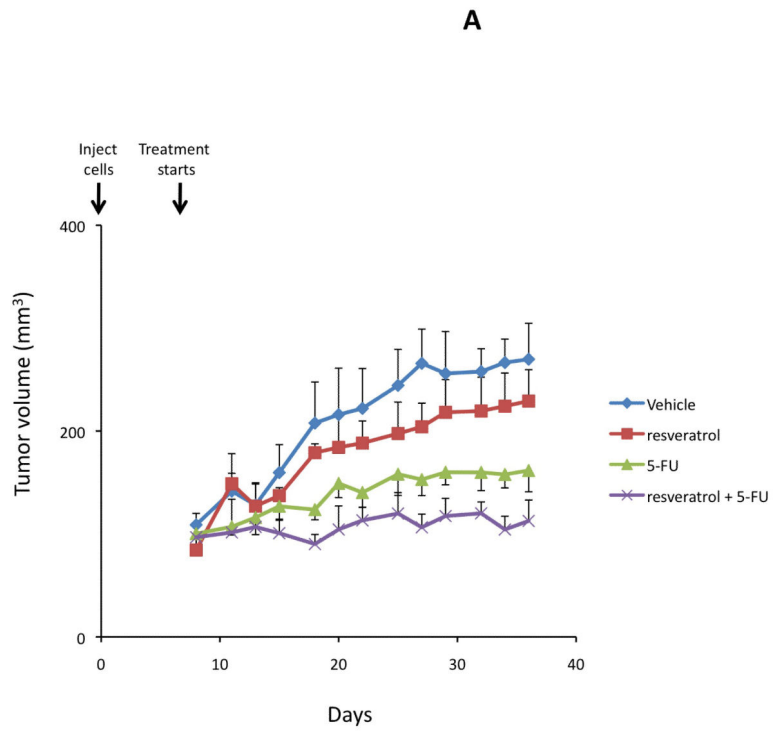 A
Inject
cells
Treatment
starts
400
200
0
Tumor volume (mm³)
0 10 20 30 40
Days
Vehicle
resveratrol
5-FU
resveratrol + 5-FU